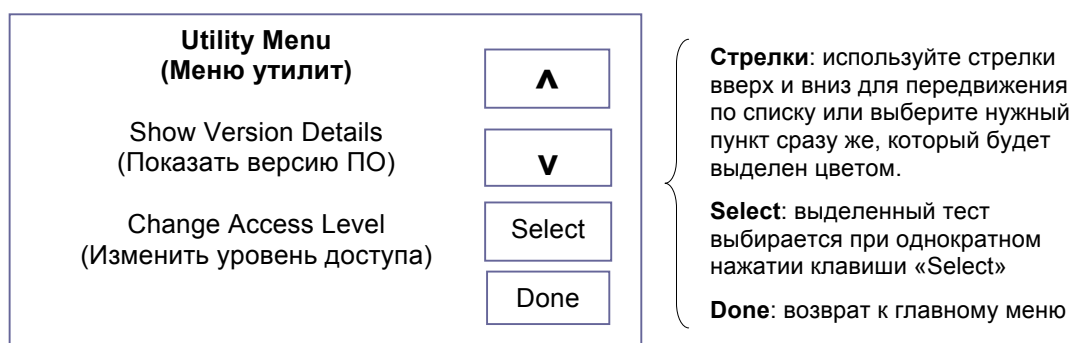 Utility Menu
(Меню утилит)
ʌ
Show Version Details
(Показать версию ПО)
v
Change Access Level
(Изменить уровень доступа)
Select
Done
Стрелки: используйте стрелки
вверх и вниз для передвижения
по списку или выберите нужный
пункт сразу же, который будет
выделен цветом.
Select: выделенный тест
выбирается при однократном
нажатии клавиши «Select»
Done: возврат к главному меню